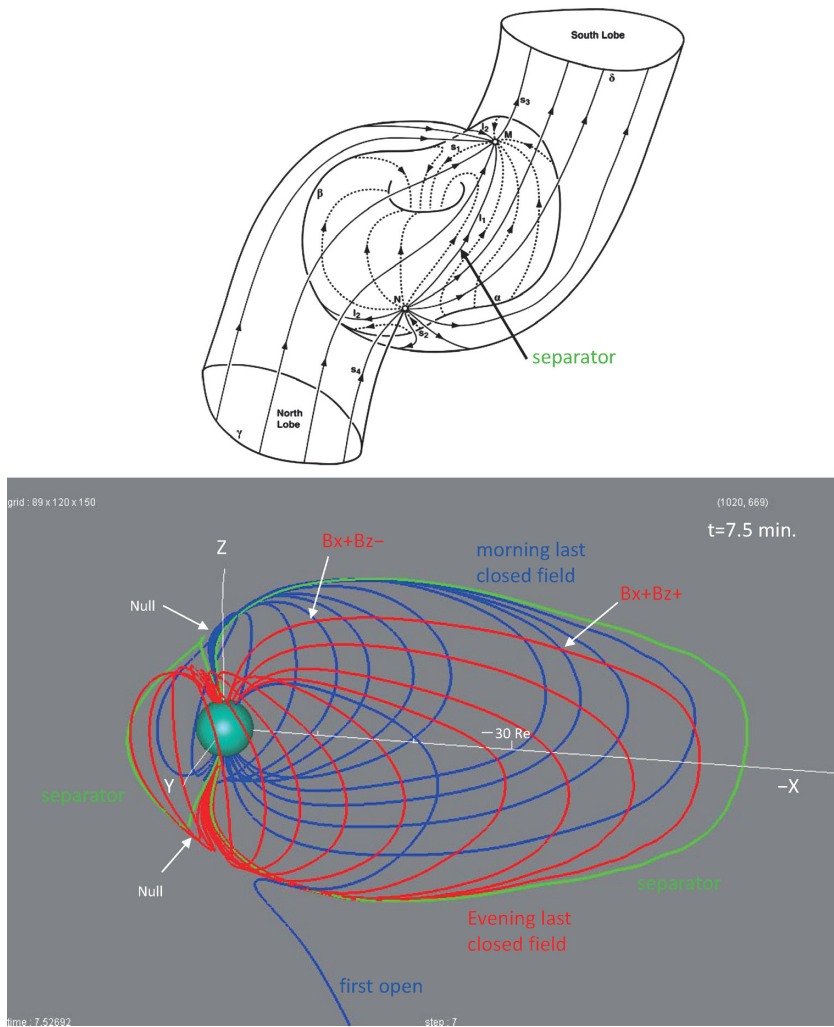 South Lobe
δ
s3
l2
M
s1
β
l1
N
α
l2
s2
separator
s4
North
Lobe
γ
grid : 89 x 120 x 150
(1020, 669)
t=7.5 min.
Bx+Bz−
morning last
closed field
Z
Bx+Bz+
Null
−30 Re
Y
−X
separator
Null
separator
Evening last
closed field
first open
time : 7.52692
step : 7